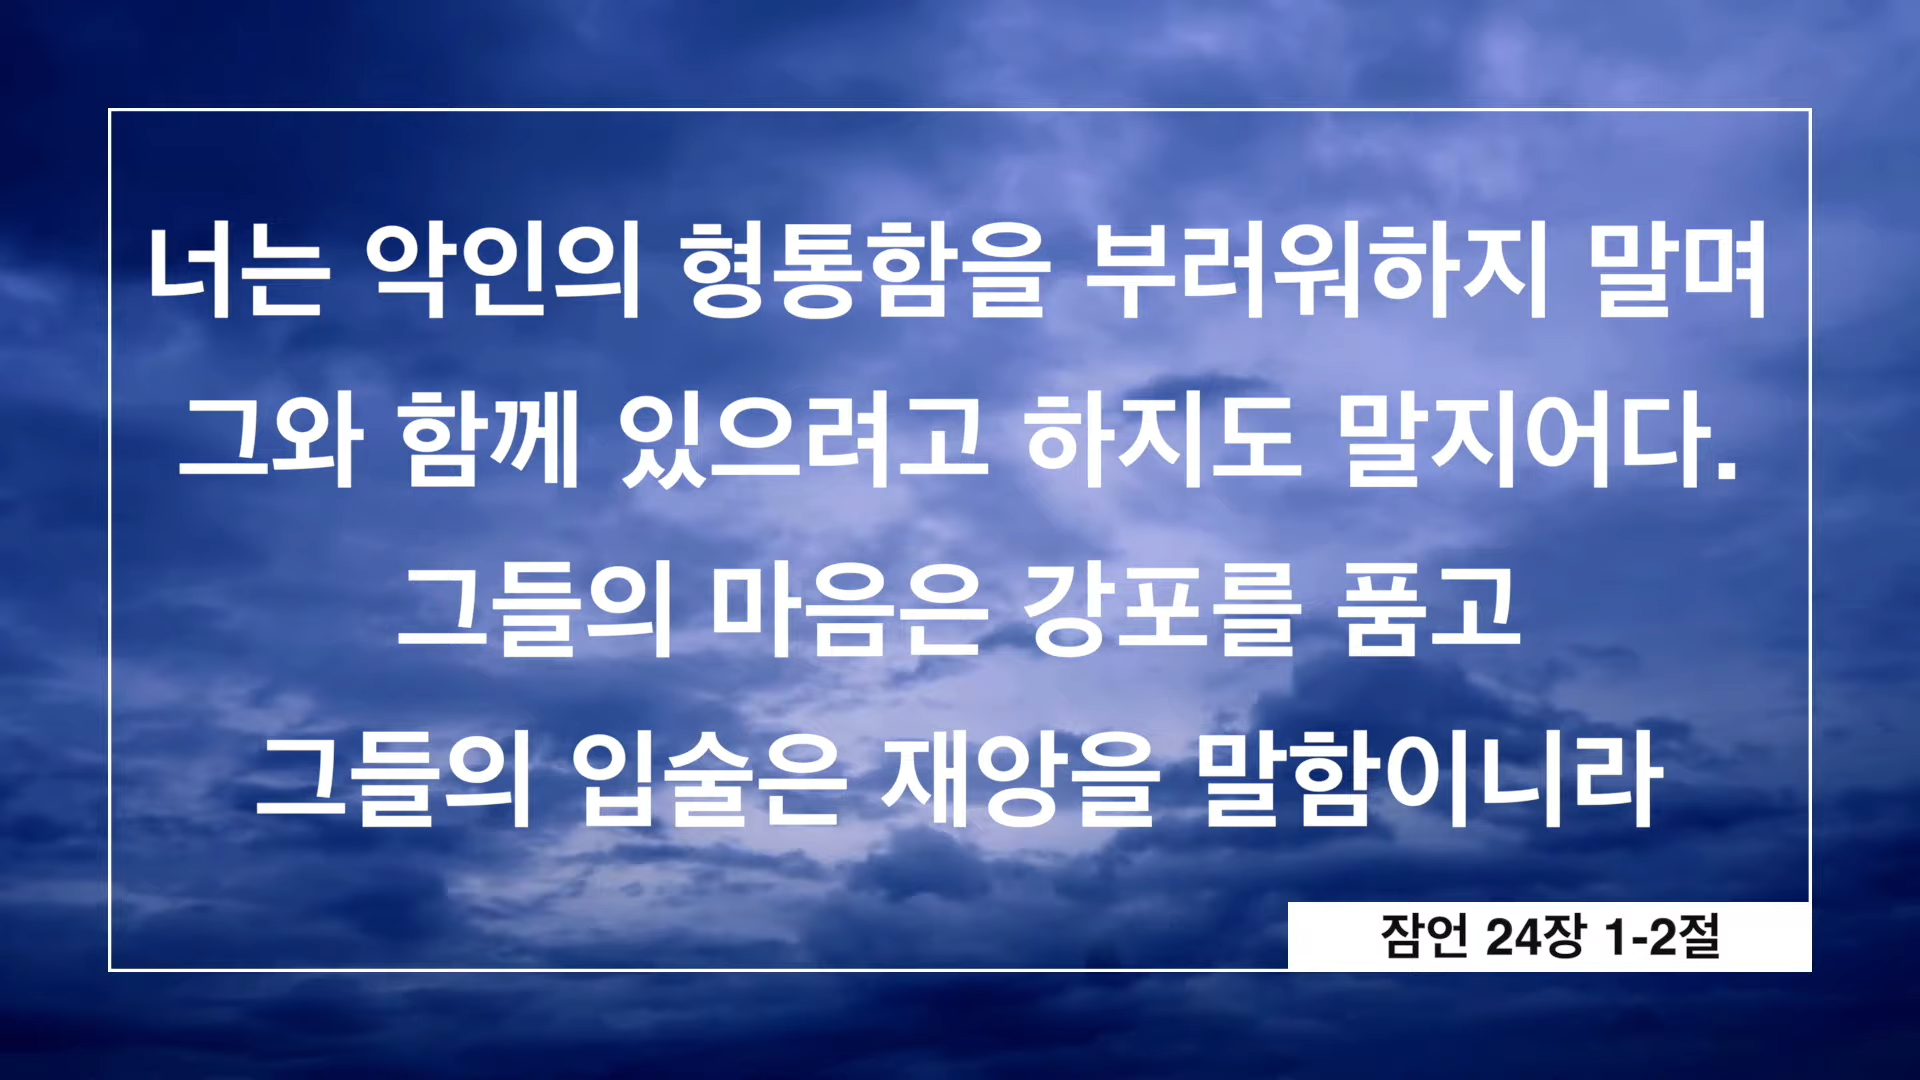 너는 악인의 형통함을 부러워하지 말며
그와 함께 있으려고 하지도 말지어다.
그들의 마음은 강포를 품고
그들의 입술은 재앙을 말함이니라
잠언 24장 1-2절